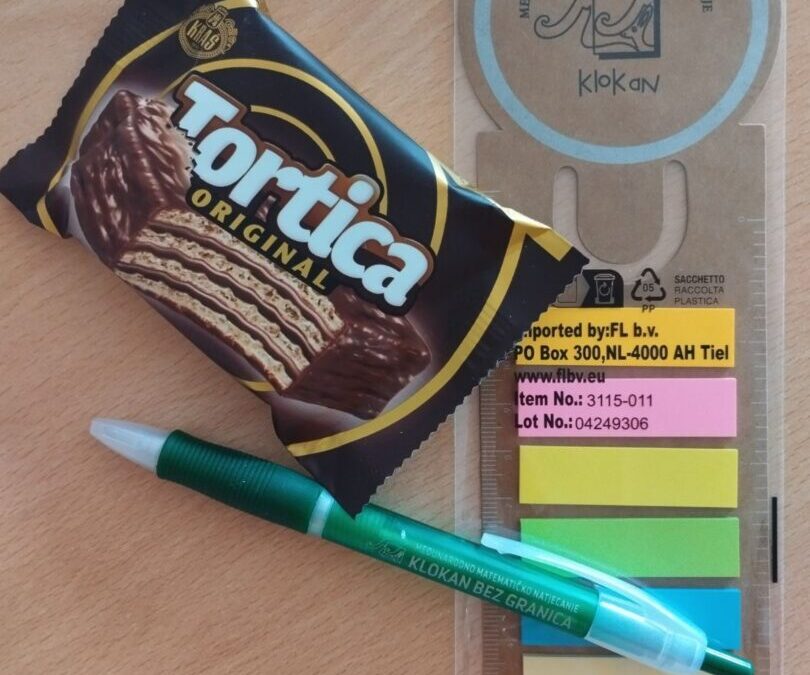 KRAŠ
Tortica
ORIGINAL
KloKan
05
PP
SACCHETTO
RACCOLTA
PLASTICA
by:FL b.v.
PO Box 300,NL-4000 AH Tiel
www.flbv.eu
Item No.: 3115-011
Lot No.: 04249306
MEĐUNARODNO MATEMATIČKO NATJECANJE
KLOKAN BEZ GRANICA